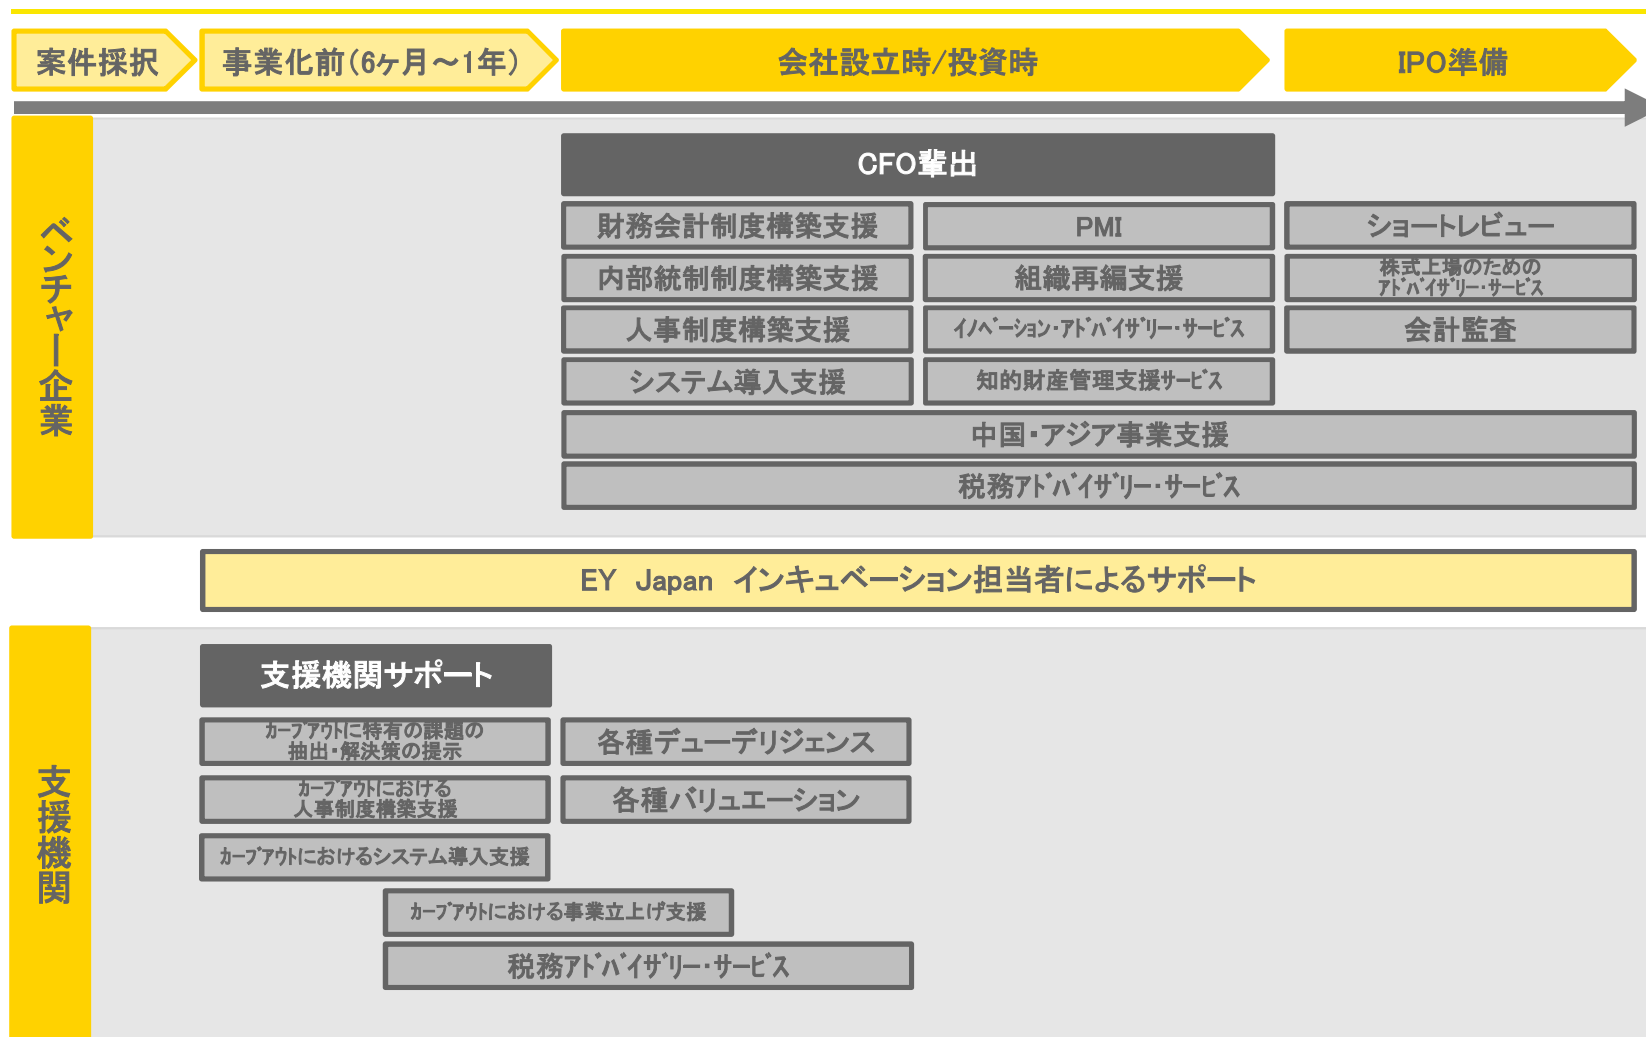 案件採択
事業化前(6ヶ月～1年)
会社設立時/投資時
IPO準備
ベンチャー企業
CFO輩出
財務会計制度構築支援
PMI
ショートレビュー
内部統制制度構築支援
組織再編支援
株式上場のための
ｱﾄﾞﾊﾞｲｻﾞﾘｰ・ｻｰﾋﾞｽ
人事制度構築支援
ｲﾉﾍﾞｰｼｮﾝ・ｱﾄﾞﾊﾞｲｻﾞﾘｰ・ｻｰﾋﾞｽ
会計監査
システム導入支援
知的財産管理支援ｻｰﾋﾞｽ
中国・アジア事業支援
税務ｱﾄﾞﾊﾞｲｻﾞﾘｰ・ｻｰﾋﾞｽ
EY Japan インキュベーション担当者によるサポート
支援機関
支援機関サポート
ｶｰﾌﾞｱｳﾄに特有の課題の
抽出・解決策の提示
各種デューデリジェンス
ｶｰﾌﾞｱｳﾄにおける
人事制度構築支援
各種バリュエーション
ｶｰﾌﾞｱｳﾄにおけるシステム導入支援
ｶｰﾌﾞｱｳﾄにおける事業立上げ支援
税務ｱﾄﾞﾊﾞｲｻﾞﾘｰ・ｻｰﾋﾞｽ